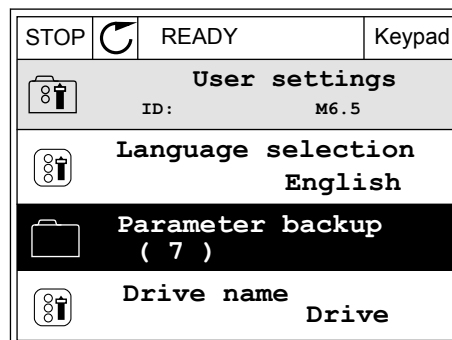 STOP READY Keypad
User settings
ID: M6.5
Language selection
English
Parameter backup
( 7 )
Drive name
Drive